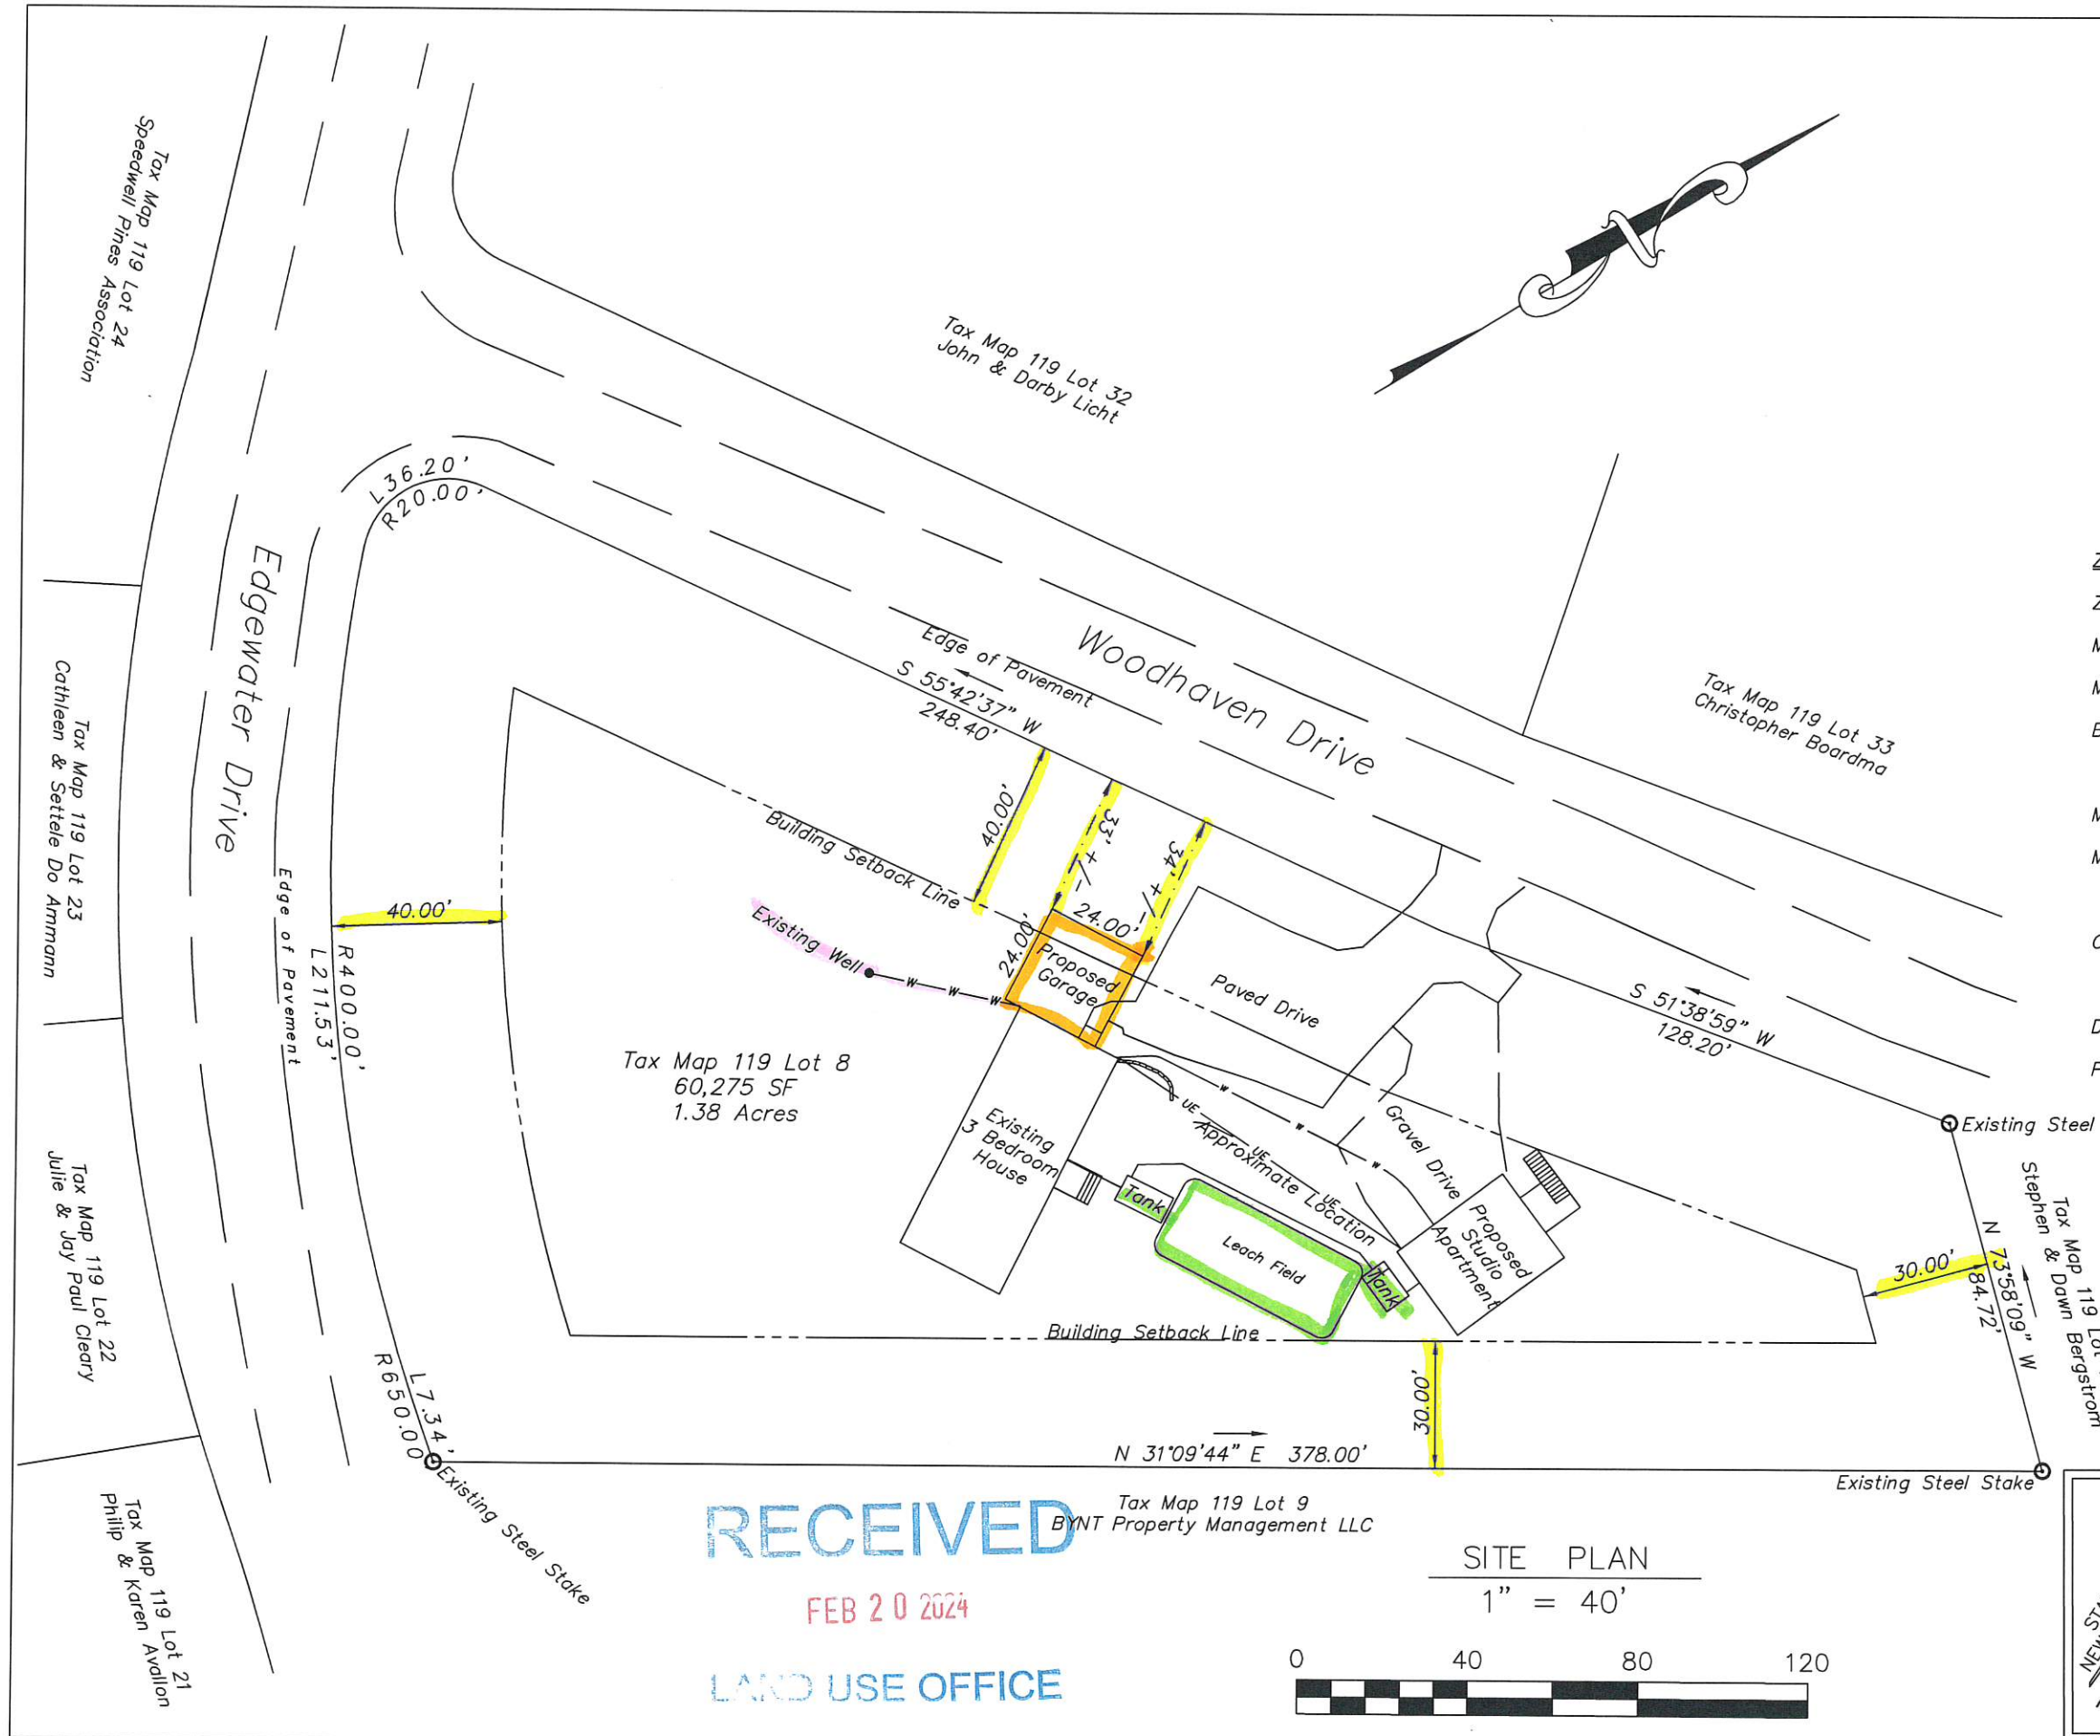 Tax Map 119 Lot 24
Speedwell Pines Association
Tax Map 119 Lot 32
John & Darby Licht
L36.20'
R20.00'
Edgewater Drive
Woodhaven Drive
Edge of Pavement
S 55°42'37" W
248.40'
Tax Map 119 Lot 33
Christopher Boardma
Tax Map 119 Lot 23
Cathleen & Settele Do Ammann
Building Setback Line
40.00'
33' +/-
34' +/-
24.00'
24.00'
Proposed
Garage
Existing Well
W
W
W
Paved Drive
40.00'
Edge of Pavement
R400.00'
L211.53'
S 51°38'59" W
128.20'
Tax Map 119 Lot 8
60,275 SF
1.38 Acres
Existing
3 Bedroom
House
W
W
W
UE
UE
UE
Approximate Location
Gravel Drive
Existing Steel
Tax Map 119 Lot
Stephen & Dawn Bergstrom
Tank
Leach Field
Tank
Proposed
Studio
Apartment
30.00'
N 73°58'09" W
84.72'
Tax Map 119 Lot 22
Julie & Jay Paul Cleary
Building Setback Line
30.00'
L7.34'
R650.00'
N 31°09'44" E 378.00'
Existing Steel Stake
Existing Steel Stake
Tax Map 119 Lot 9
BYNT Property Management LLC
Tax Map 119 Lot 21
Philip & Karen Avallon
RECEIVED
FEB 20 2024
LAND USE OFFICE
SITE PLAN
1" = 40'
0 40 80 120